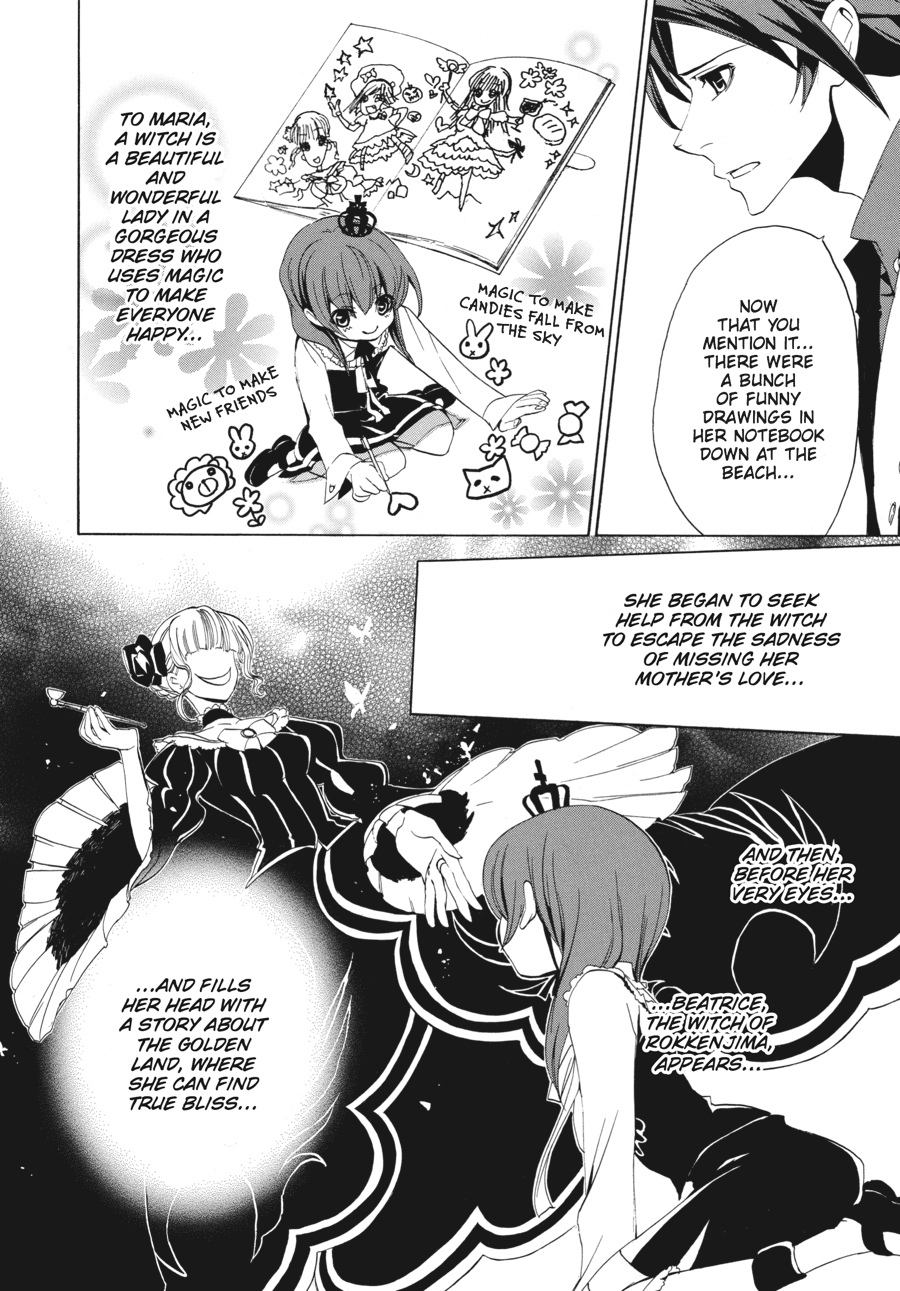 NOW
THAT YOU
MENTION IT...
THERE WERE
A BUNCH
OF FUNNY
DRAWINGS IN
HER NOTEBOOK
DOWN AT THE
BEACH...
TO MARIA,
A WITCH IS
A BEAUTIFUL
AND
WONDERFUL
LADY IN A
GORGEOUS
DRESS WHO
USES MAGIC
TO MAKE
EVERYONE
HAPPY...
MAGIC TO MAKE
CANDIES FALL FROM
THE SKY
MAGIC TO MAKE
NEW FRIENDS
SHE BEGAN TO SEEK
HELP FROM THE WITCH
TO ESCAPE THE SADNESS
OF MISSING HER
MOTHER'S LOVE...
AND THEN,
BEFORE HER
VERY EYES...
...BEATRICE,
THE WITCH OF
ROKKENJIMA,
APPEARS...
...AND FILLS
HER HEAD WITH
A STORY ABOUT
THE GOLDEN
LAND, WHERE
SHE CAN FIND
TRUE BLISS...